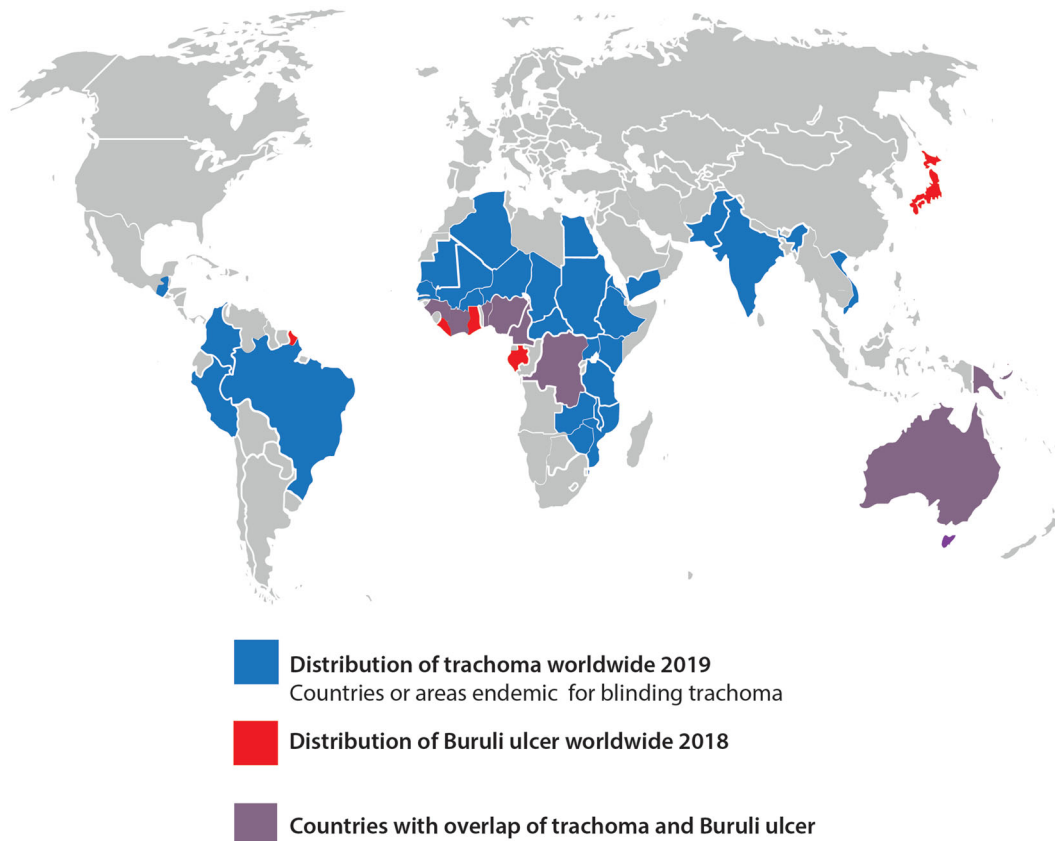 Distribution of trachoma worldwide 2019
Countries or areas endemic for blinding trachoma
Distribution of Buruli ulcer worldwide 2018
Countries with overlap of trachoma and Buruli ulcer